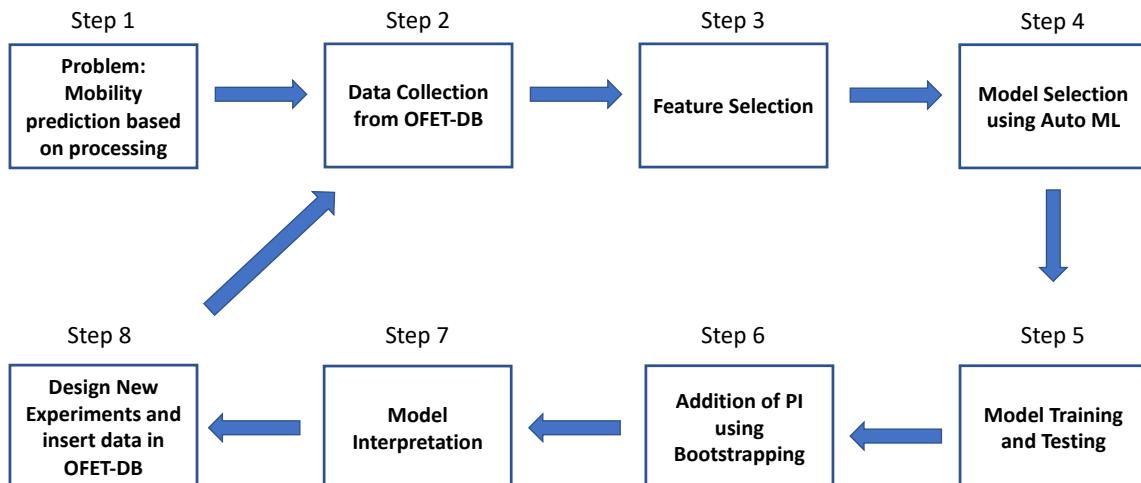 Step 1
Problem:
Mobility
prediction based
on processing
Step 2
Data Collection
from OFET-DB
Step 3
Feature Selection
Step 4
Model Selection
using Auto ML
Step 8
Design New
Experiments and
insert data in
OFET-DB
Step 7
Model
Interpretation
Step 6
Addition of PI
using
Bootstrapping
Step 5
Model Training
and Testing